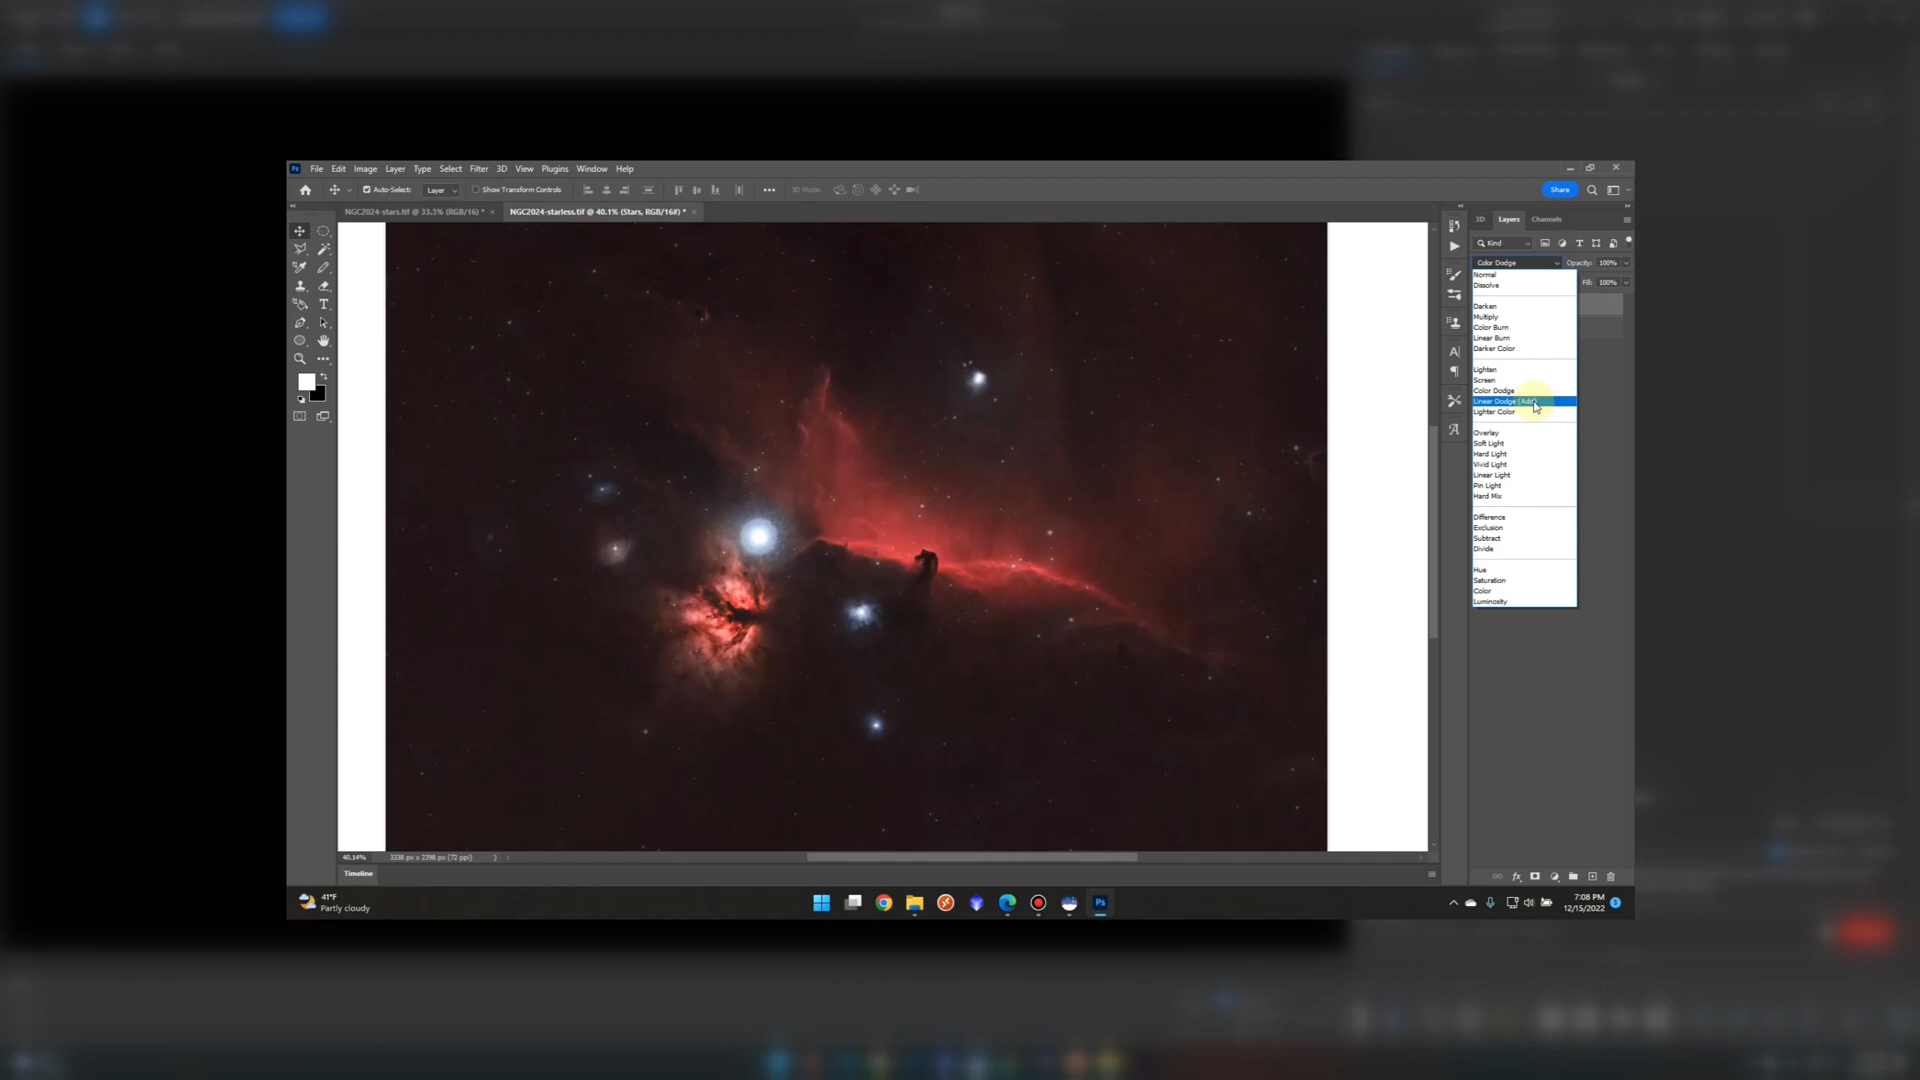 Ps File Edit Image Layer Type Select Filter 3D View Plugins Window Help
Auto-Select: Layer Show Transform Controls 3D Mode: Share
NGC2024-stars.tif @ 33.3% (RGB/16) * × NGC2024-starless.tif @ 40.1% (Stars, RGB/16#) * ×
3D Layers Channels
Kind
Color Dodge Opacity: 100%
Fill: 100%
Normal
Dissolve
Darken
Multiply
Color Burn
Linear Burn
Darker Color
Lighten
Screen
Color Dodge
Linear Dodge (Add)
Lighter Color
Overlay
Soft Light
Hard Light
Vivid Light
Linear Light
Pin Light
Hard Mix
Difference
Exclusion
Subtract
Divide
Hue
Saturation
Color
Luminosity
40.14% 3338 px x 2398 px (72 ppi)
Timeline
41°F
Partly cloudy
Ps
7:08 PM
12/15/2022
3